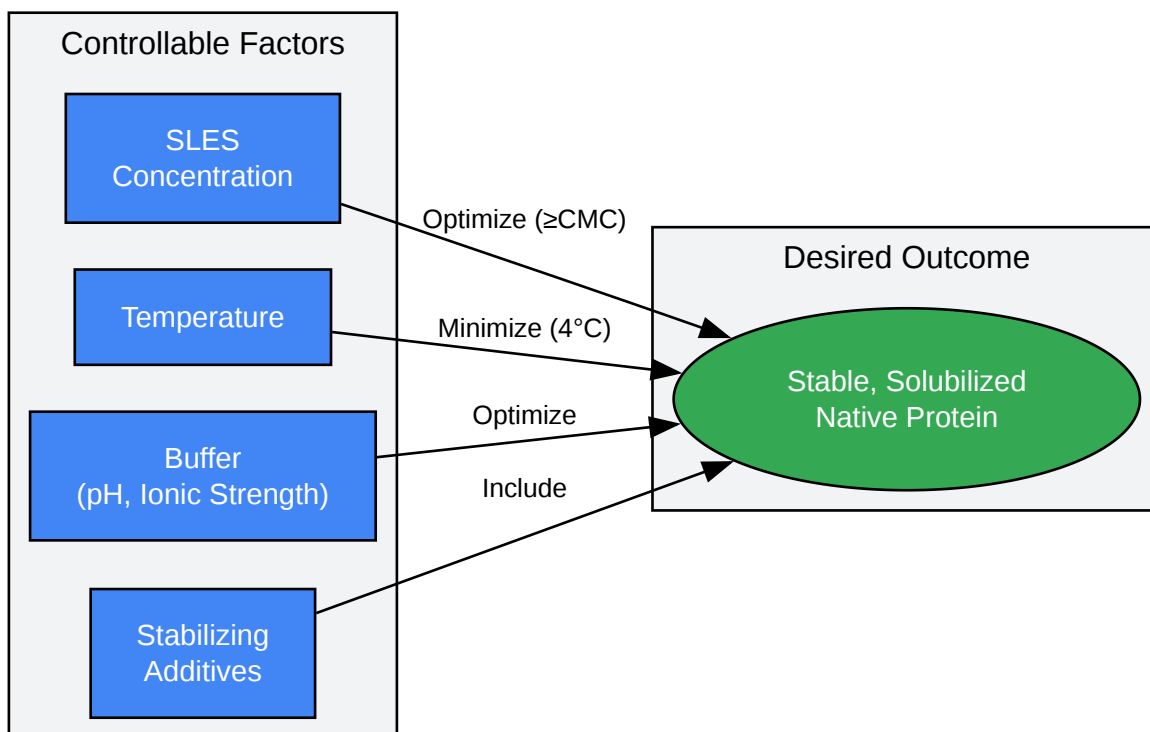 Controllable Factors
SLES
Concentration
Optimize (≥CMC)
Temperature
Minimize (4°C)
Buffer
(pH, Ionic Strength)
Optimize
Stabilizing
Additives
Include
Desired Outcome
Stable, Solubilized
Native Protein